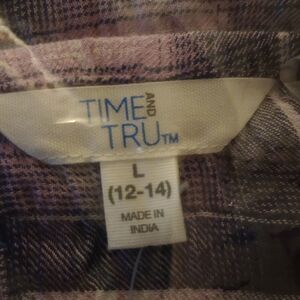 TIME AND
TRU™
L
(12-14)
MADE IN
INDIA